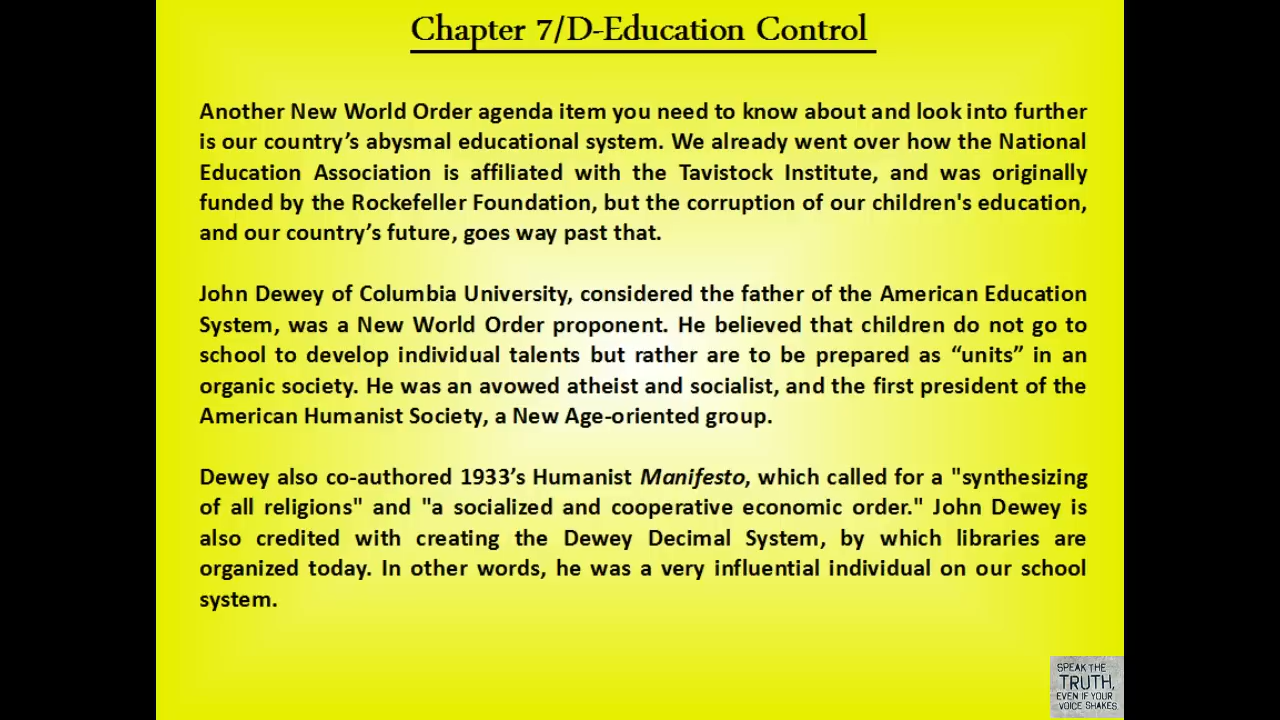 Chapter 7/D-Education Control
Another New World Order agenda item you need to know about and look into further
is our country’s abysmal educational system. We already went over how the National
Education Association is affiliated with the Tavistock Institute, and was originally
funded by the Rockefeller Foundation, but the corruption of our children's education,
and our country’s future, goes way past that.
John Dewey of Columbia University, considered the father of the American Education
System, was a New World Order proponent. He believed that children do not go to
school to develop individual talents but rather are to be prepared as “units” in an
organic society. He was an avowed atheist and socialist, and the first president of the
American Humanist Society, a New Age-oriented group.
Dewey also co-authored 1933’s Humanist Manifesto, which called for a "synthesizing
of all religions" and "a socialized and cooperative economic order." John Dewey is
also credited with creating the Dewey Decimal System, by which libraries are
organized today. In other words, he was a very influential individual on our school
system.
SPEAK THE
TRUTH,
EVEN IF YOUR
VOICE SHAKES